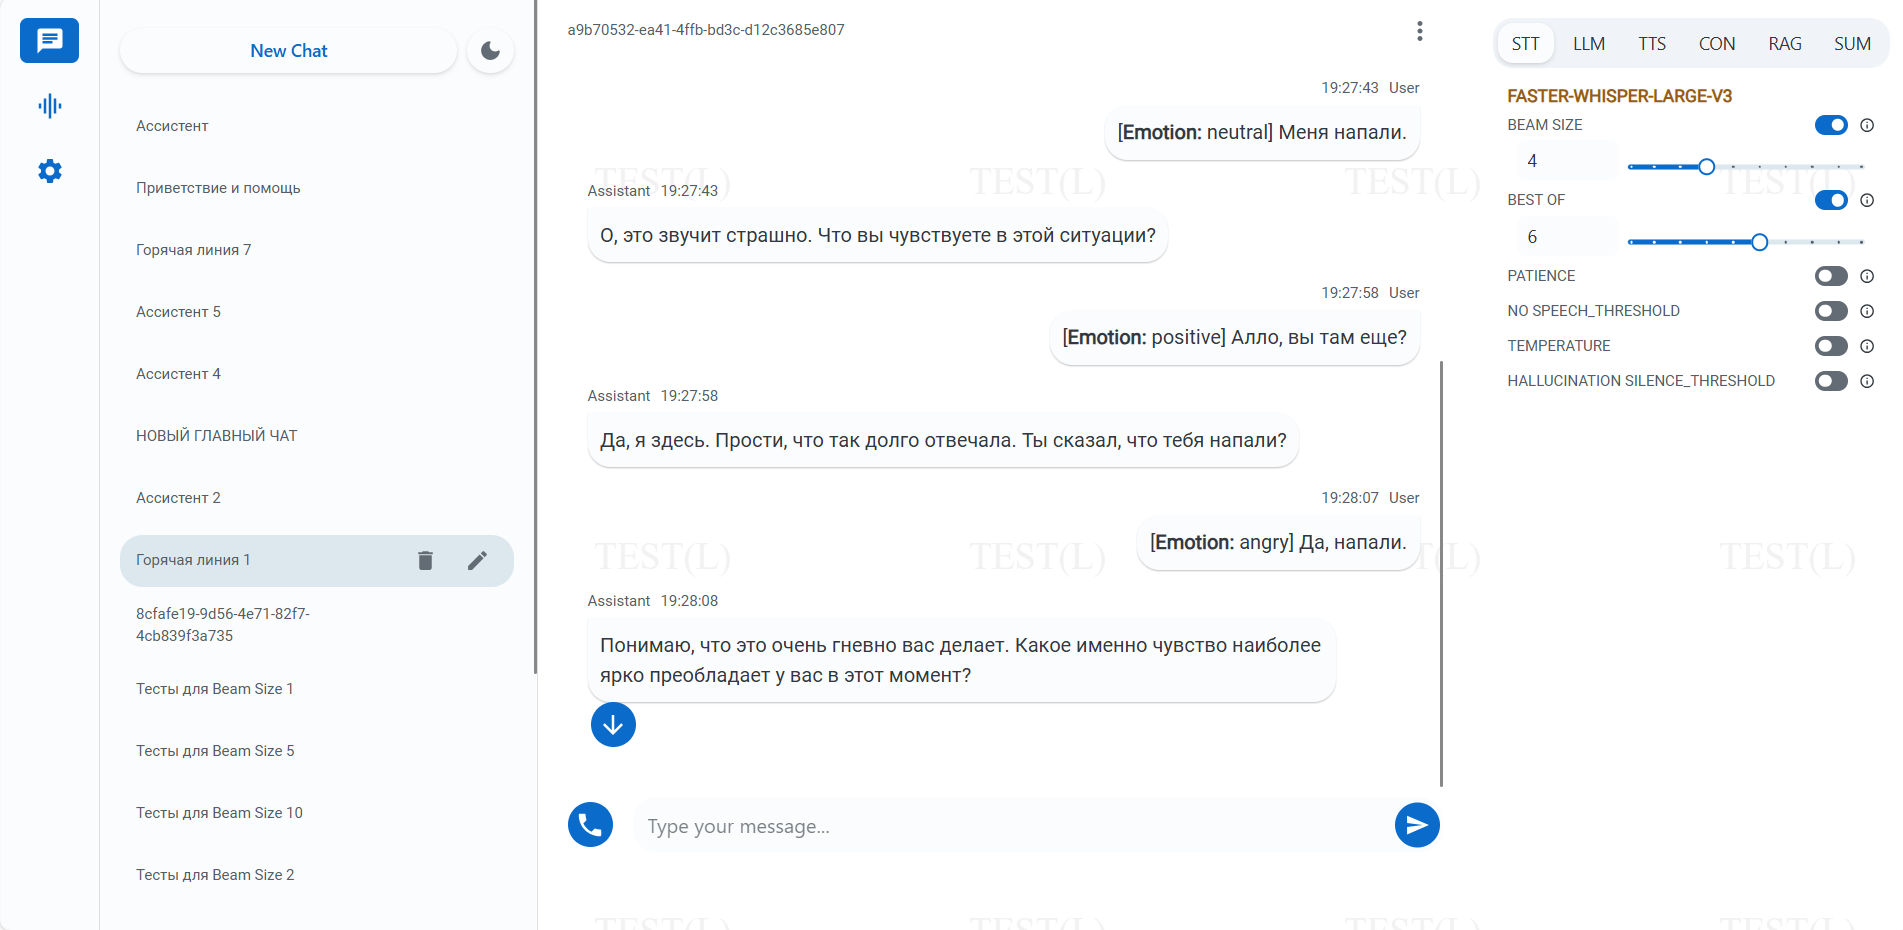 New Chat
Ассистент
Приветствие и помощь
Горячая линия 7
Ассистент 5
Ассистент 4
НОВЫЙ ГЛАВНЫЙ ЧАТ
Ассистент 2
Горячая линия 1
8cfafe19-9d56-4e71-82f7-
4cb839f3a735
Тесты для Beam Size 1
Тесты для Beam Size 5
Тесты для Beam Size 10
Тесты для Beam Size 2
a9b70532-ea41-4ffb-bd3c-d12c3685e807
19:27:43 User
[Emotion: neutral] Меня напали.
TEST(L) TEST(L) TEST(L) TEST(L)
Assistant 19:27:43
О, это звучит страшно. Что вы чувствуете в этой ситуации?
19:27:58 User
[Emotion: positive] Алло, вы там еще?
Assistant 19:27:58
Да, я здесь. Прости, что так долго отвечала. Ты сказал, что тебя напали?
19:28:07 User
[Emotion: angry] Да, напали.
TEST(L) TEST(L) TEST(L) TEST(L)
Assistant 19:28:08
Понимаю, что это очень гневно вас делает. Какое именно чувство наиболее
ярко преобладает у вас в этот момент?
Type your message...
TEST(L) TEST(L) TEST(L) TEST(L)
STT LLM TTS CON RAG SUM
FASTER-WHISPER-LARGE-V3
BEAM SIZE
4
BEST OF
6
PATIENCE
NO SPEECH_THRESHOLD
TEMPERATURE
HALLUCINATION SILENCE_THRESHOLD